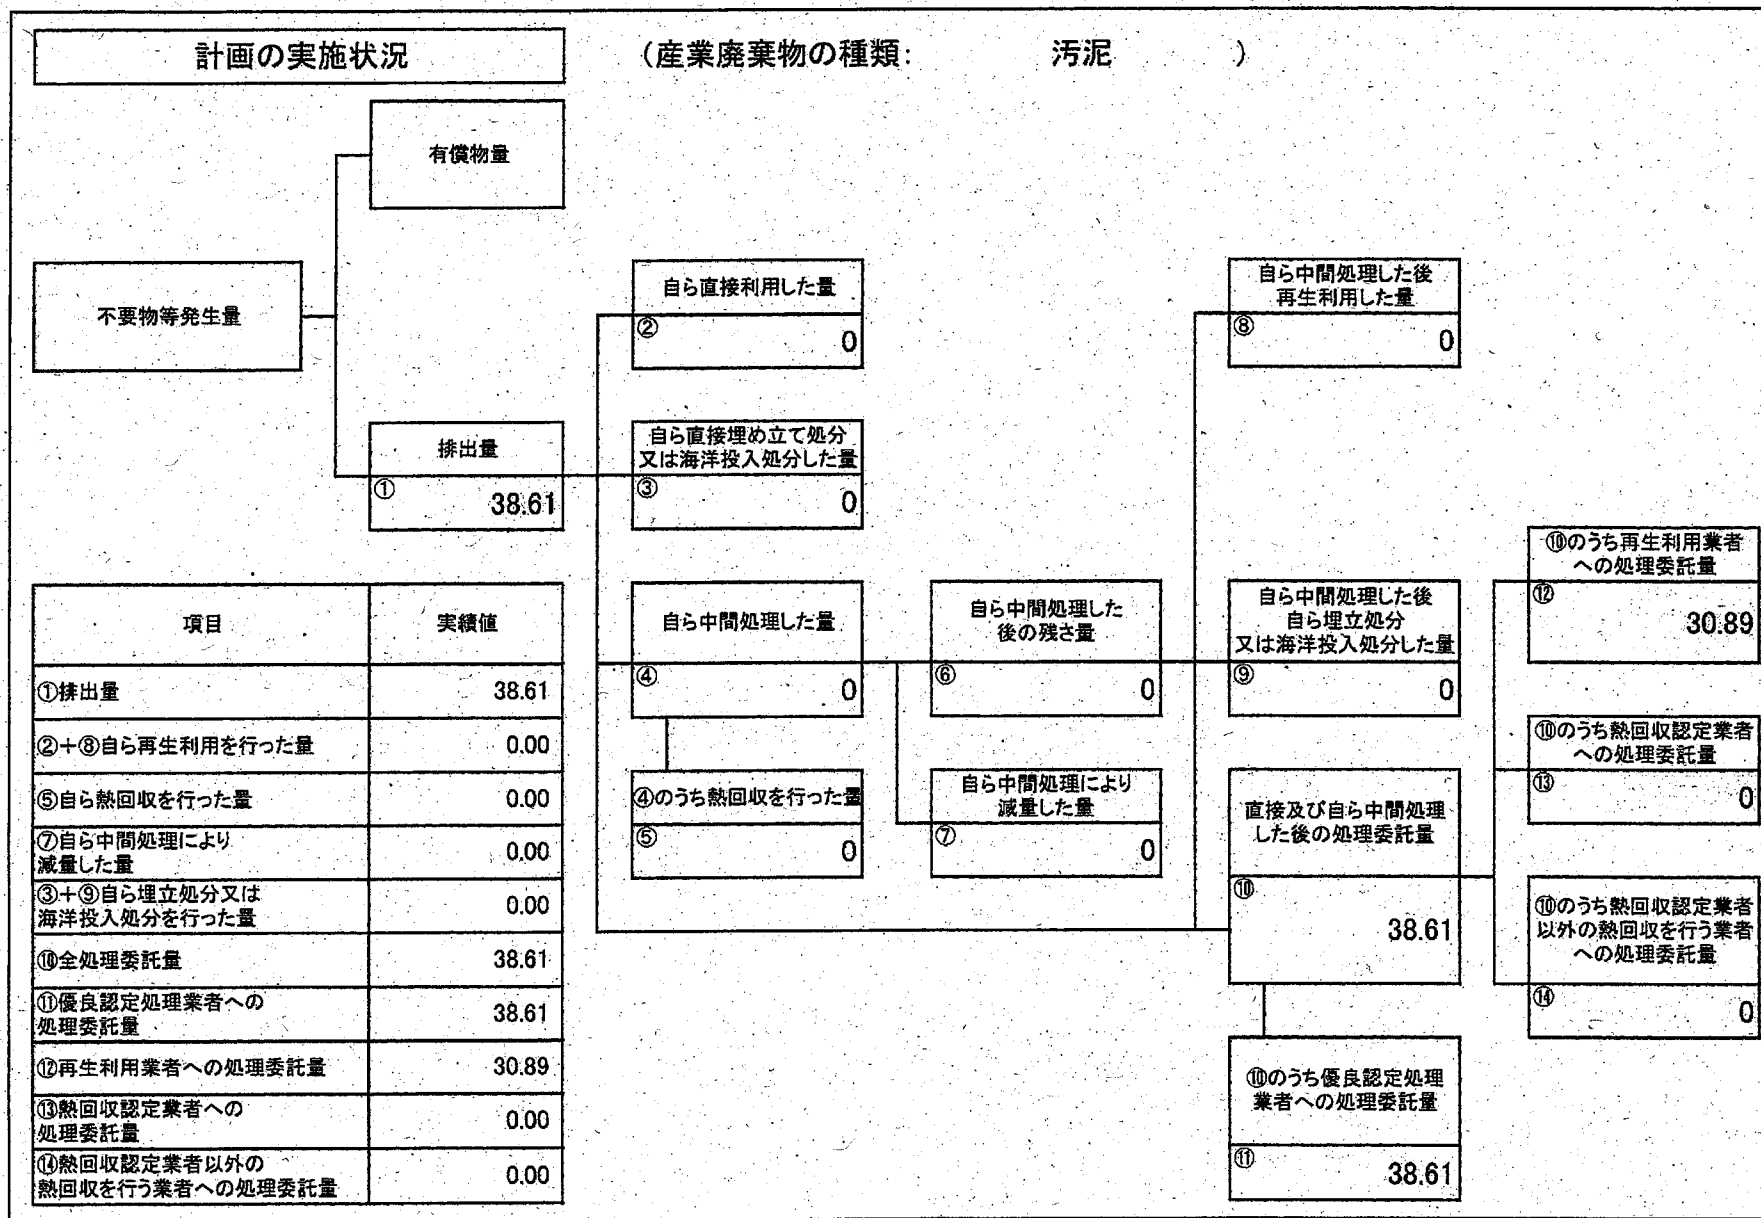 計画の実施状況
(産業廃棄物の種類: 汚泥 )
有償物量
不要物等発生量
排出量
① 38.61
自ら直接利用した量
② 0
自ら直接埋め立て処分
又は海洋投入処分した量
③ 0
自ら中間処理した量
④ 0
④のうち熱回収を行った量
⑤ 0
自ら中間処理した
後の残さ量
⑥ 0
自ら中間処理により
減量した量
⑦ 0
自ら中間処理した後
再生利用した量
⑧ 0
自ら中間処理した後
自ら埋立処分
又は海洋投入処分した量
⑨ 0
直接及び自ら中間処理
した後の処理委託量
⑩ 38.61
⑩のうち優良認定処理
業者への処理委託量
⑪ 38.61
⑩のうち再生利用業者
への処理委託量
⑫ 30.89
⑩のうち熱回収認定業者
への処理委託量
⑬ 0
⑩のうち熱回収認定業者
以外の熱回収を行う業者
への処理委託量
⑭ 0
項目 実績値
①排出量 38.61
②+⑧自ら再生利用を行った量 0.00
⑤自ら熱回収を行った量 0.00
⑦自ら中間処理により
減量した量 0.00
③+⑨自ら埋立処分又は
海洋投入処分を行った量 0.00
⑩全処理委託量 38.61
⑪優良認定処理業者への
処理委託量 38.61
⑫再生利用業者への処理委託量 30.89
⑬熱回収認定業者への
処理委託量 0.00
⑭熱回収認定業者以外の
熱回収を行う業者への処理委託量 0.00